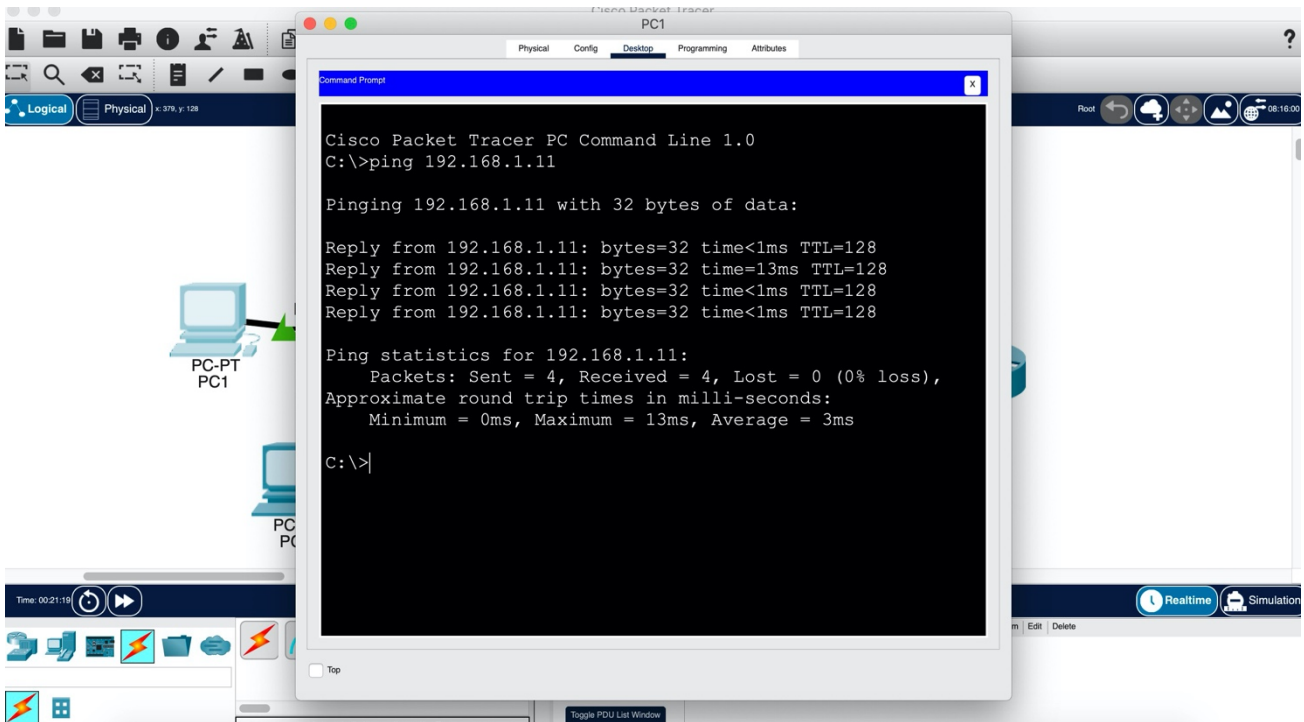 Cisco Packet Tracer
PC1
Physical Config Desktop Programming Attributes
Command Prompt
X
?
Logical
Physical
x: 379, y: 128
Root
08:16:00
Cisco Packet Tracer PC Command Line 1.0
C:\>ping 192.168.1.11
Pinging 192.168.1.11 with 32 bytes of data:
Reply from 192.168.1.11: bytes=32 time<1ms TTL=128
Reply from 192.168.1.11: bytes=32 time=13ms TTL=128
Reply from 192.168.1.11: bytes=32 time<1ms TTL=128
Reply from 192.168.1.11: bytes=32 time<1ms TTL=128
Ping statistics for 192.168.1.11:
Packets: Sent = 4, Received = 4, Lost = 0 (0% loss),
Approximate round trip times in milli-seconds:
Minimum = 0ms, Maximum = 13ms, Average = 3ms
C:\>
PC-PT
PC1
PC
Time: 00:21:19
Realtime
Simulation
Edit Delete
Top
Toggle PDU List Window